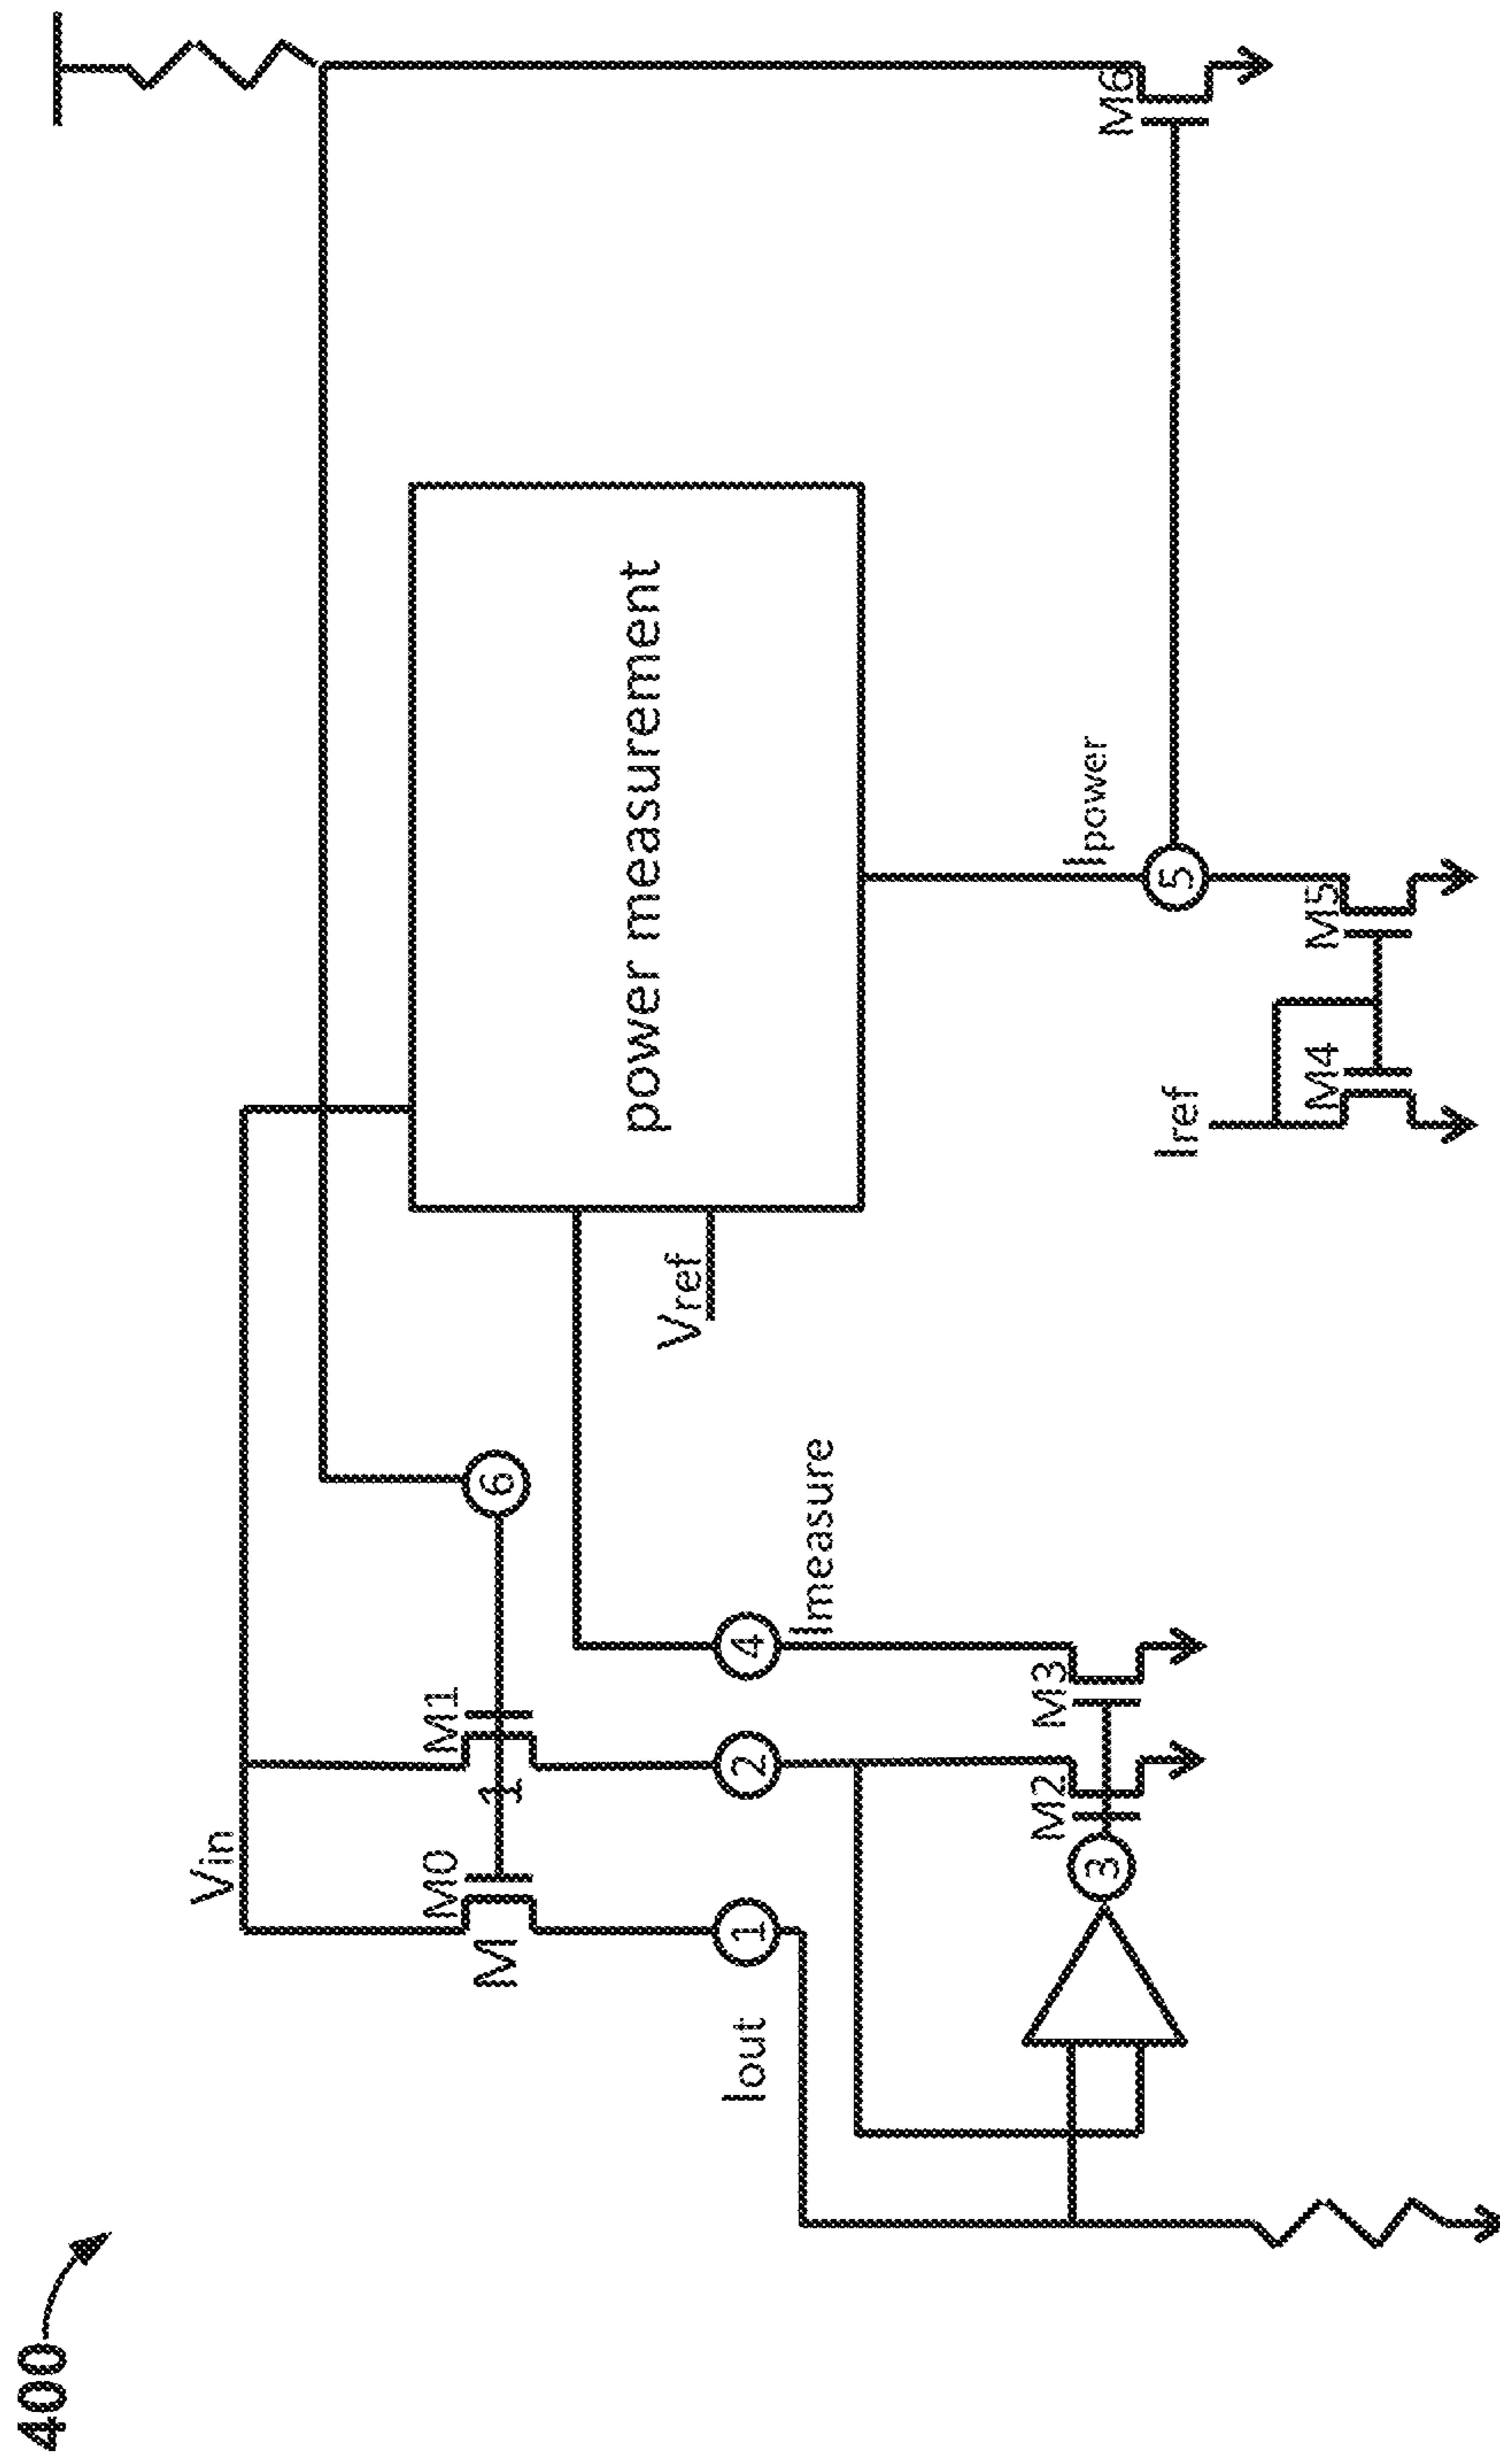 400
Vin
M0
M
M1
1
6
Iout
1
2
4
Imeasure
3
M2
M3
Vref
power measurement
Ipower
5
Iref
M4
M5
M6